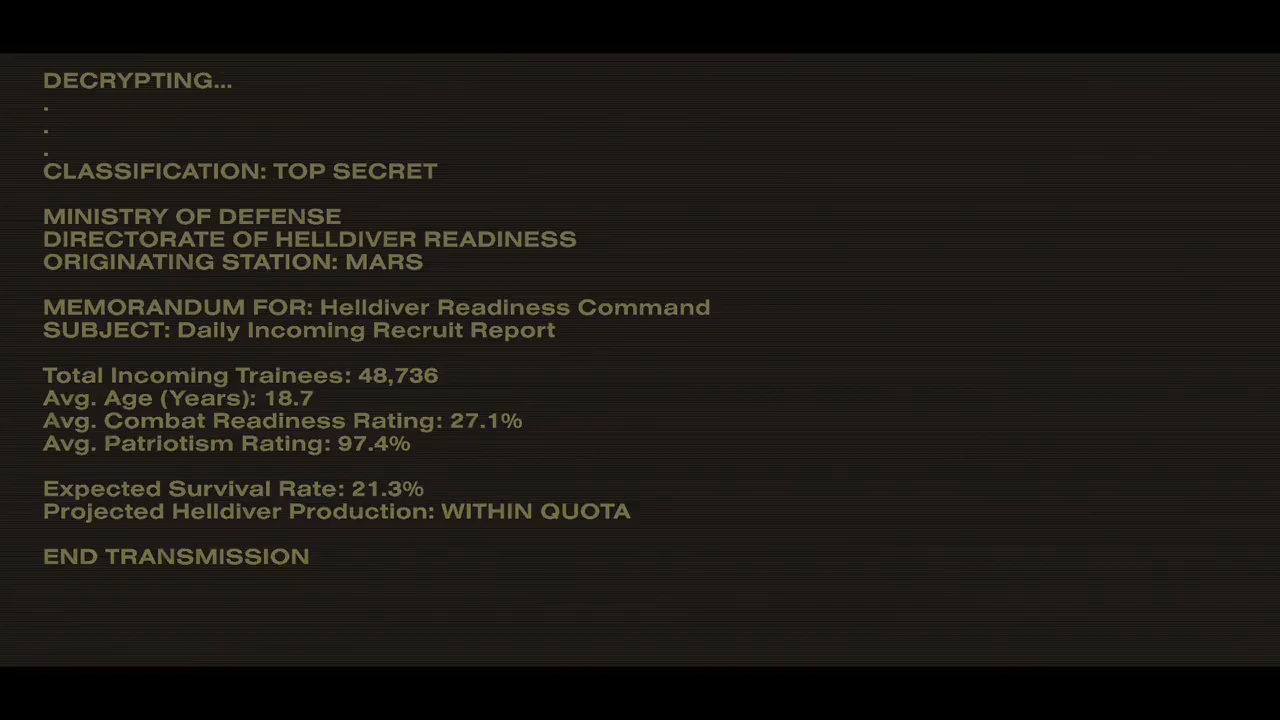 DECRYPTING...
.
.
.
CLASSIFICATION: TOP SECRET
MINISTRY OF DEFENSE
DIRECTORATE OF HELLDIVER READINESS
ORIGINATING STATION: MARS
MEMORANDUM FOR: Helldiver Readiness Command
SUBJECT: Daily Incoming Recruit Report
Total Incoming Trainees: 48,736
Avg. Age (Years): 18.7
Avg. Combat Readiness Rating: 27.1%
Avg. Patriotism Rating: 97.4%
Expected Survival Rate: 21.3%
Projected Helldiver Production: WITHIN QUOTA
END TRANSMISSION